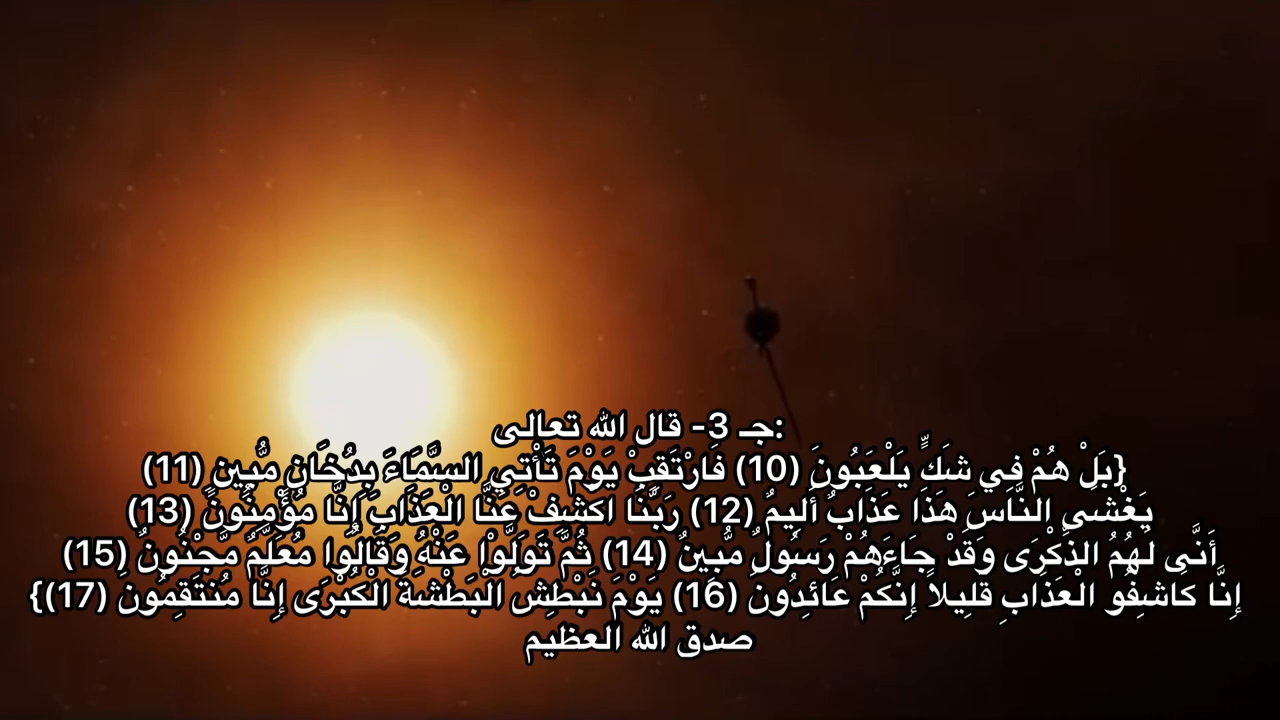 جـ 3- قال الله تعالى:
{بَلْ هُمْ فِي شَكٍّ يَلْعَبُونَ (10) فَارْتَقِبْ يَوْمَ تَأْتِي السَّمَاءَ بِدُخَانٍ مُّبِينٍ (11)
يَغْشَى النَّاسَ هَذَا عَذَابٌ أَلِيمٌ (12) رَبَّنَا اكْشِفْ عَنَّا الْعَذَابَ إِنَّا مُؤْمِنُونَ (13)
أَنَّى لَهُمُ الذِّكْرَى وَقَدْ جَاءَهُمْ رَسُولٌ مُّبِينٌ (14) ثُمَّ تَوَلَّوْا عَنْهُ وَقَالُوا مُعَلَّمٌ مَّجْنُونٌ (15)
إِنَّا كَاشِفُو الْعَذَابِ قَلِيلاً إِنَّكُمْ عَائِدُونَ (16) يَوْمَ نَبْطِشُ الْبَطْشَةَ الْكُبْرَى إِنَّا مُنتَقِمُونَ (17)}
صدق الله العظيم